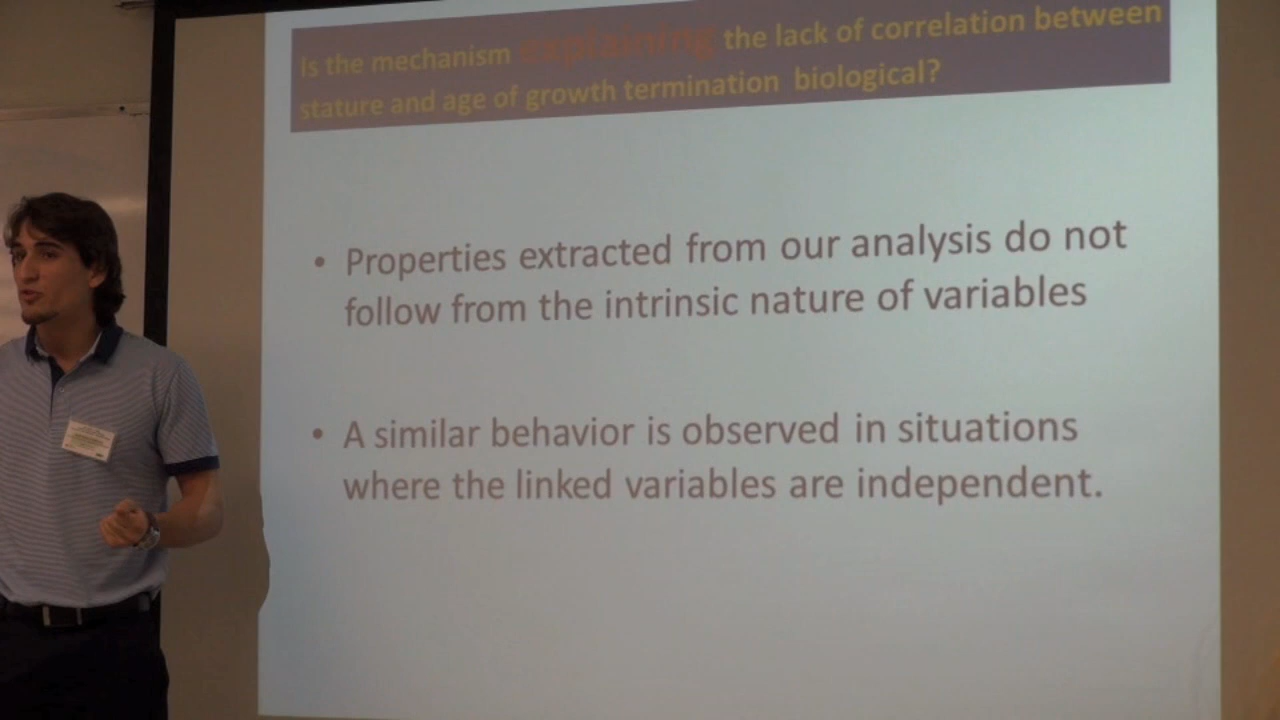 Is the mechanism explaining the lack of correlation between
stature and age of growth termination biological?
• Properties extracted from our analysis do not
follow from the intrinsic nature of variables
• A similar behavior is observed in situations
where the linked variables are independent.